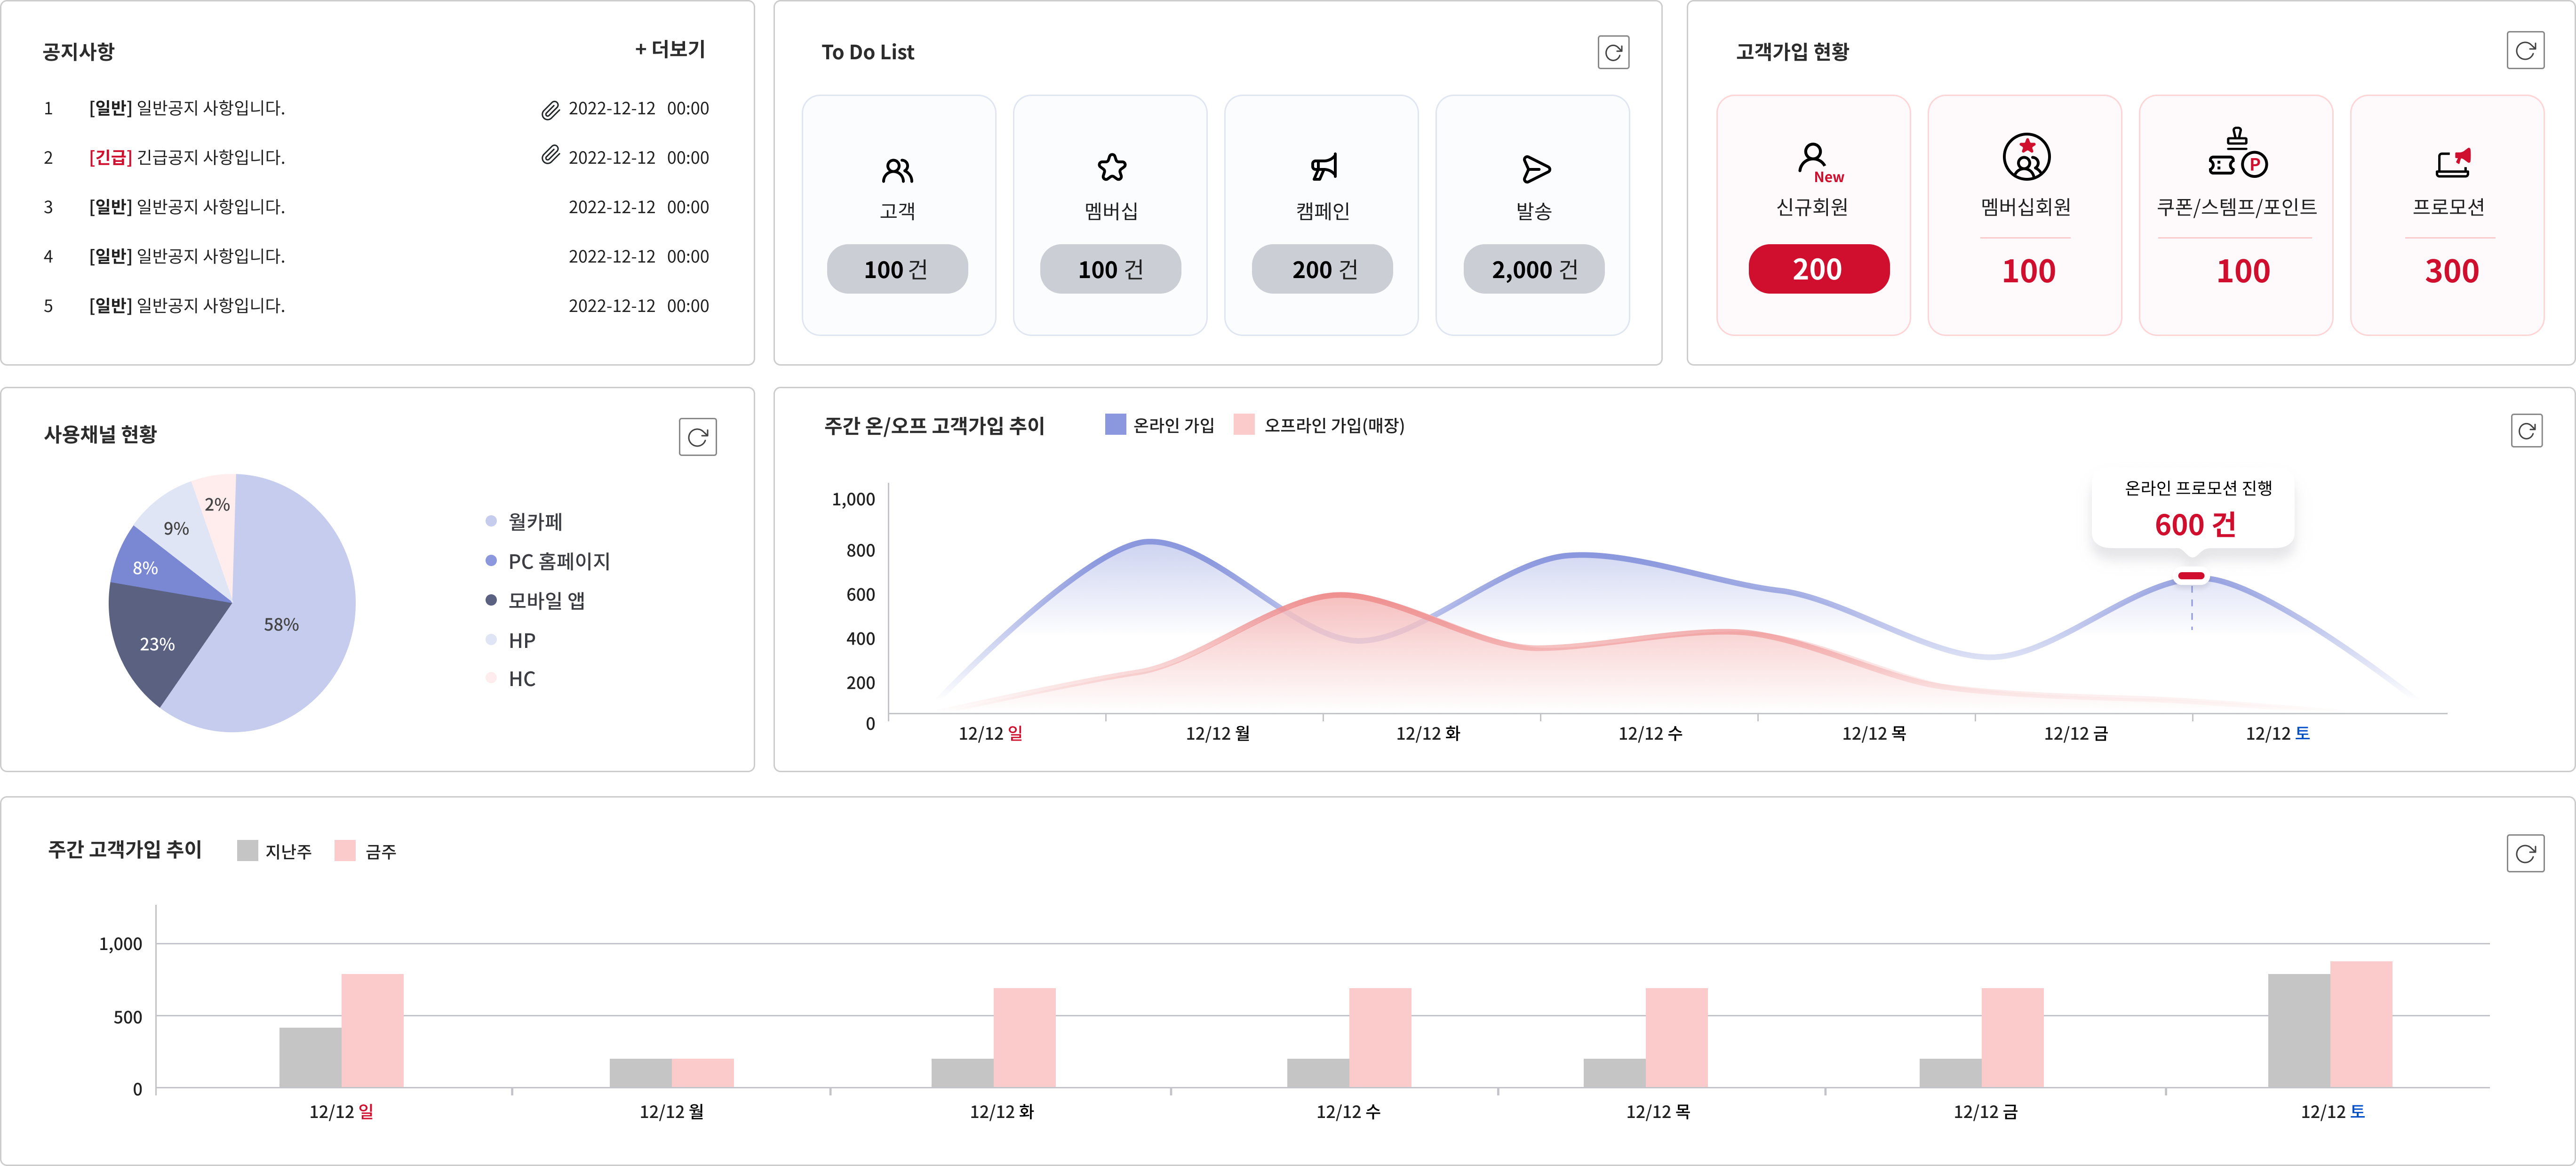 공지사항
+ 더보기
1 [일반] 일반공지 사항입니다. 2022-12-12 00:00
2 [긴급] 긴급공지 사항입니다. 2022-12-12 00:00
3 [일반] 일반공지 사항입니다. 2022-12-12 00:00
4 [일반] 일반공지 사항입니다. 2022-12-12 00:00
5 [일반] 일반공지 사항입니다. 2022-12-12 00:00
To Do List
고객
100 건
멤버십
100 건
캠페인
200 건
발송
2,000 건
고객가입 현황
New
신규회원
200
멤버십회원
100
P
쿠폰/스템프/포인트
100
프로모션
300
사용채널 현황
2%
9%
8%
23%
58%
월카페
PC 홈페이지
모바일 앱
HP
HC
주간 온/오프 고객가입 추이
온라인 가입
오프라인 가입(매장)
온라인 프로모션 진행
600 건
1,000
800
600
400
200
0
12/12 일
12/12 월
12/12 화
12/12 수
12/12 목
12/12 금
12/12 토
주간 고객가입 추이
지난주
금주
1,000
500
0
12/12 일
12/12 월
12/12 화
12/12 수
12/12 목
12/12 금
12/12 토